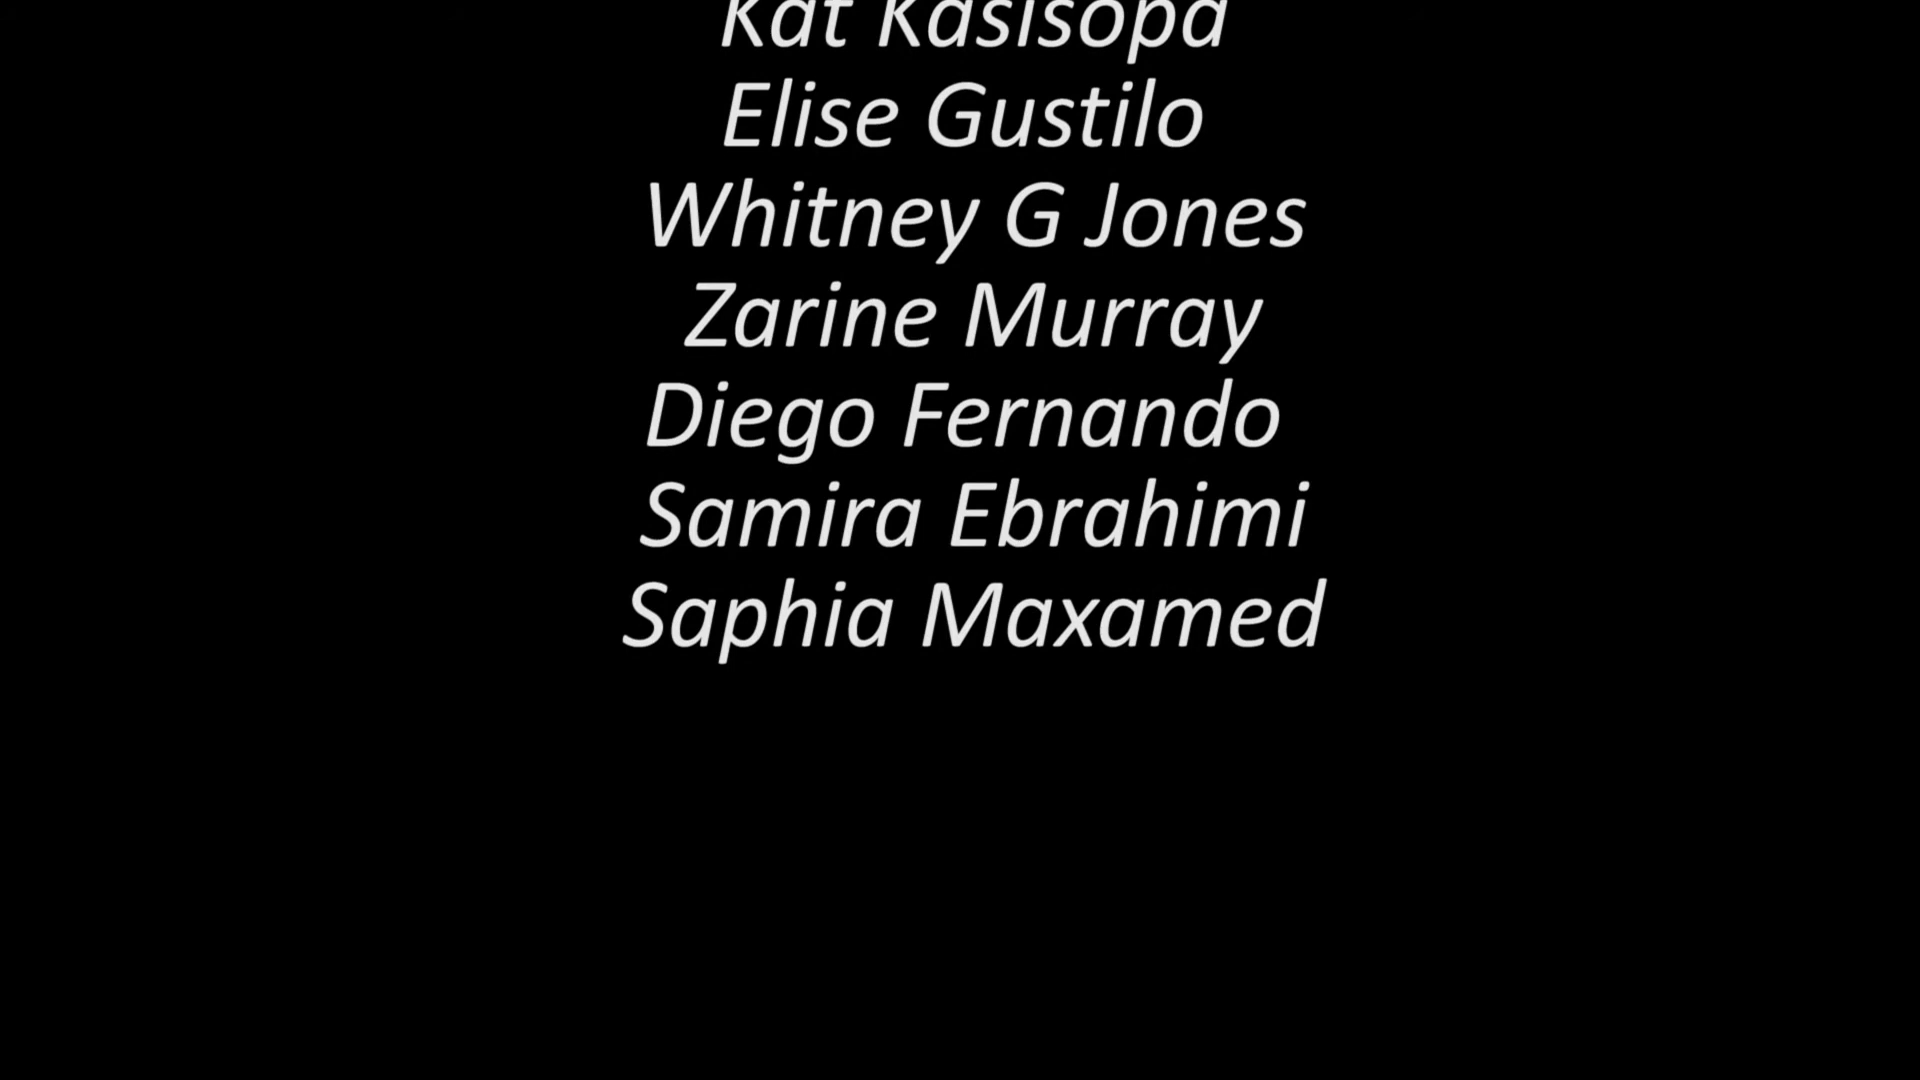 Kat Kasisopa
Elise Gustilo
Whitney G Jones
Zarine Murray
Diego Fernando
Samira Ebrahimi
Saphia Maxamed